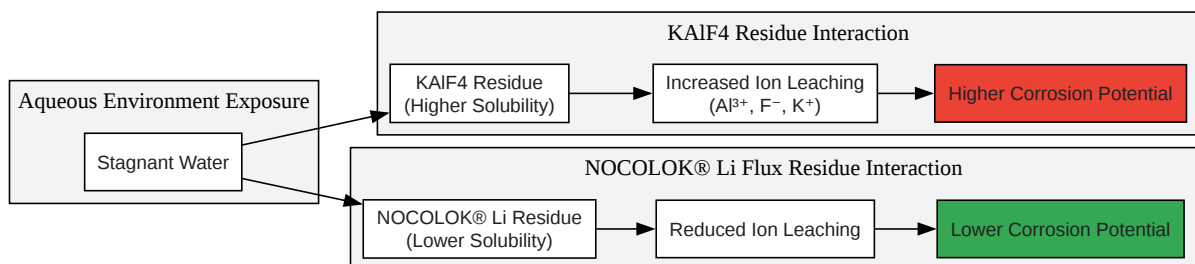 Aqueous Environment Exposure
Stagnant Water
KAlF4 Residue Interaction
KAlF4 Residue
(Higher Solubility)
Increased Ion Leaching
(Al³⁺, F⁻, K⁺)
Higher Corrosion Potential
NOCOLOK® Li Flux Residue Interaction
NOCOLOK® Li Residue
(Lower Solubility)
Reduced Ion Leaching
Lower Corrosion Potential